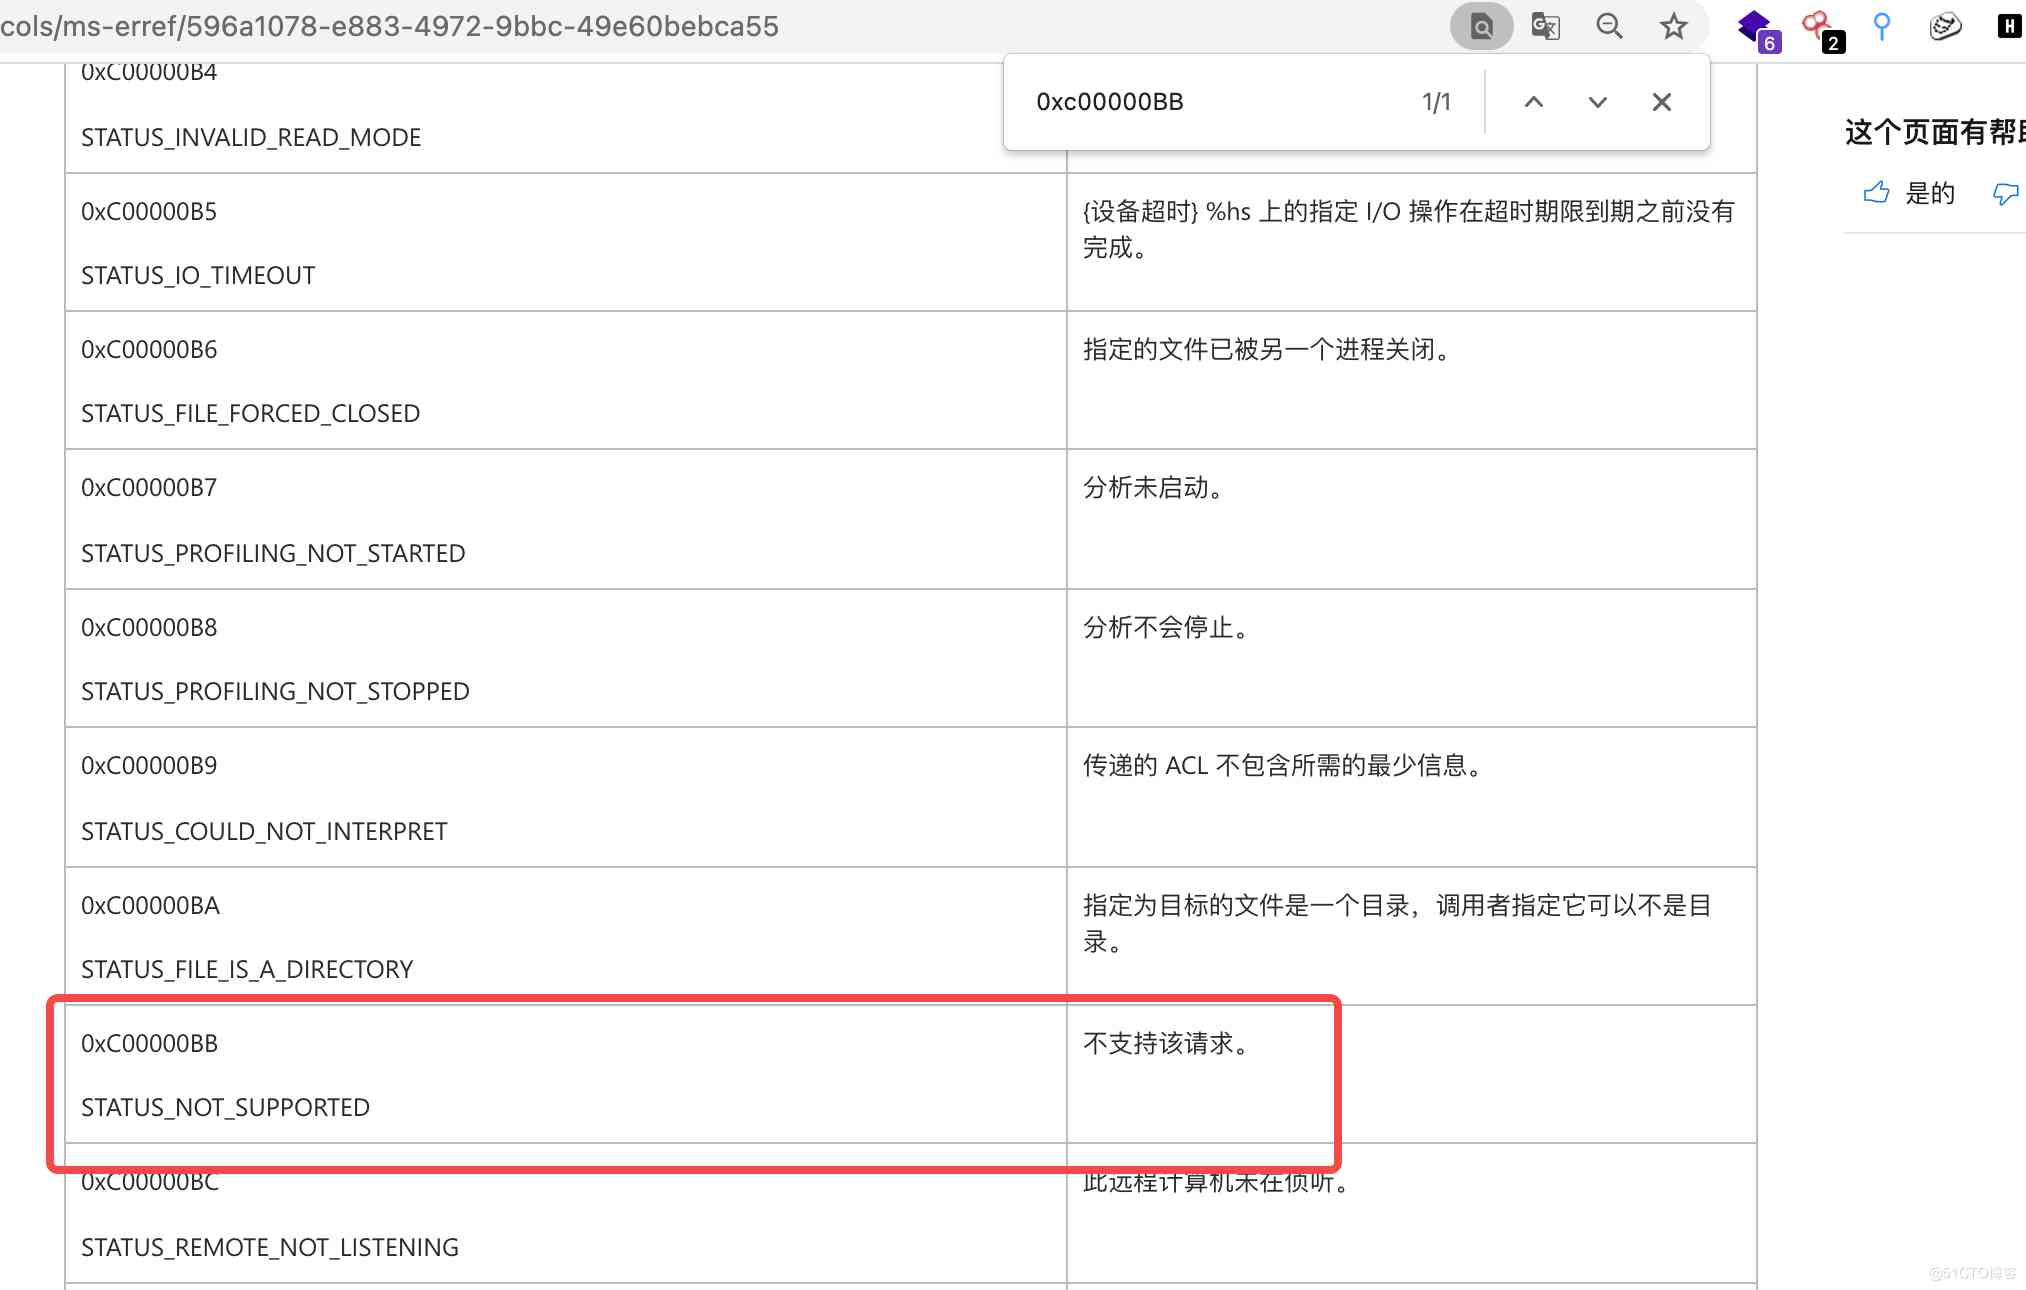 cols/ms-erref/596a1078-e883-4972-9bbc-49e60bebca55
6
2
H
0xc00000BB
1/1
这个页面有帮助
是的
0xC00000B4
STATUS_INVALID_READ_MODE
0xC00000B5
STATUS_IO_TIMEOUT
{设备超时} %hs 上的指定 I/O 操作在超时期限到期之前没有
完成。
0xC00000B6
STATUS_FILE_FORCED_CLOSED
指定的文件已被另一个进程关闭。
0xC00000B7
STATUS_PROFILING_NOT_STARTED
分析未启动。
0xC00000B8
STATUS_PROFILING_NOT_STOPPED
分析不会停止。
0xC00000B9
STATUS_COULD_NOT_INTERPRET
传递的 ACL 不包含所需的最少信息。
0xC00000BA
STATUS_FILE_IS_A_DIRECTORY
指定为目标的文件是一个目录，调用者指定它可以不是目
录。
0xC00000BB
STATUS_NOT_SUPPORTED
不支持该请求。
0xC00000BC
STATUS_REMOTE_NOT_LISTENING
此远程计算机未在侦听。
@51CTO博客